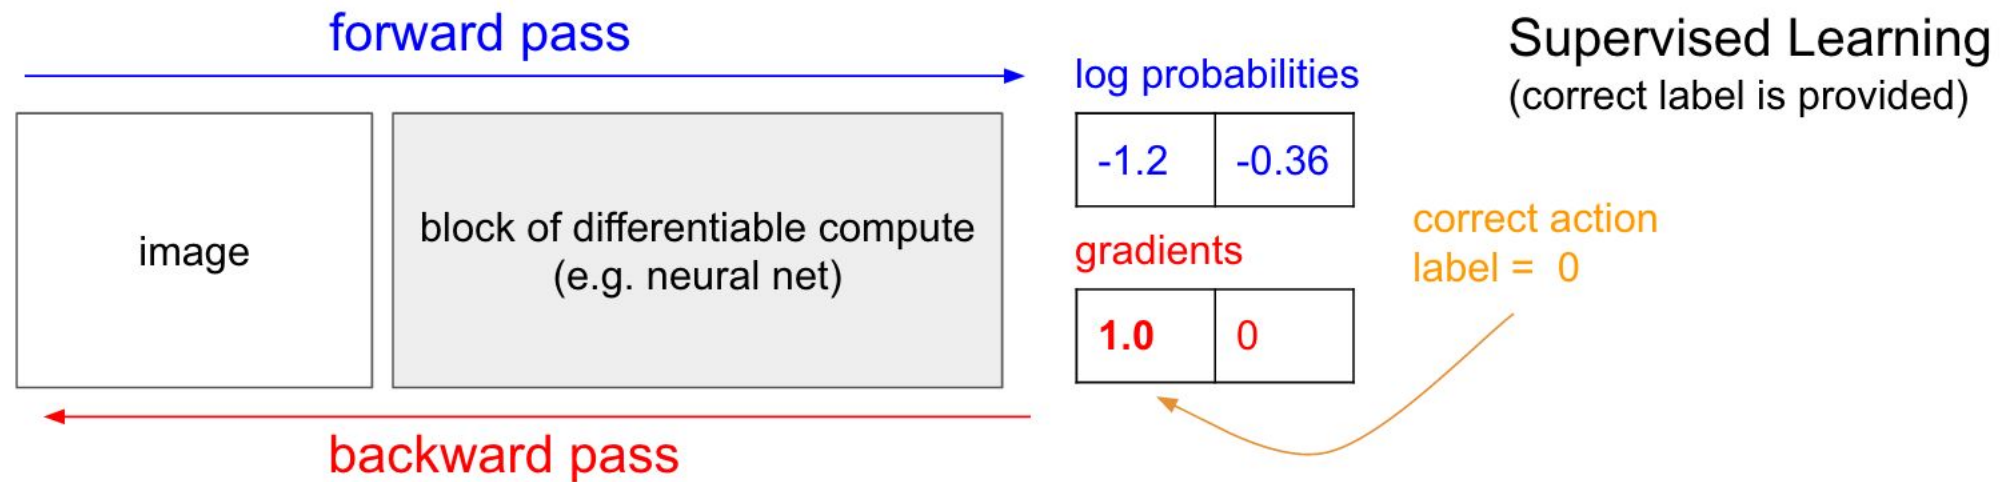 forward pass
Supervised Learning
(correct label is provided)
log probabilities
-1.2 -0.36
image
block of differentiable compute
(e.g. neural net)
gradients
1.0 0
correct action
label = 0
backward pass